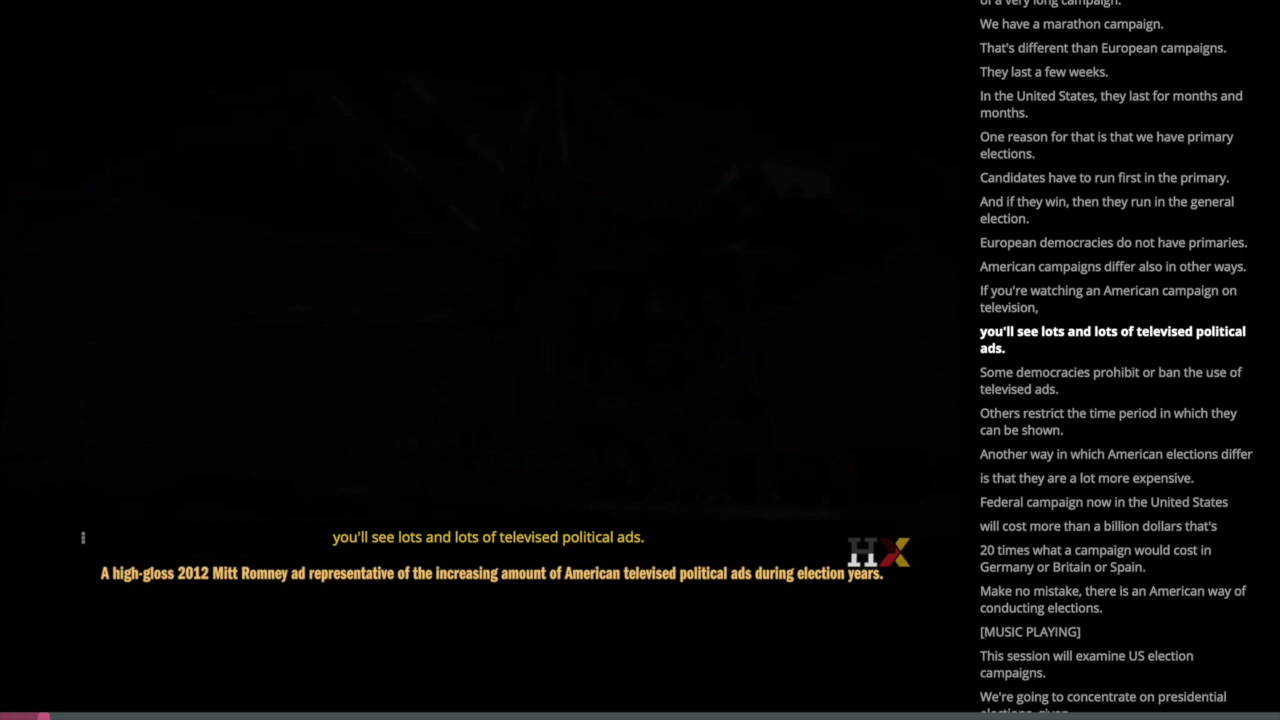 you'll see lots and lots of televised political ads.
HX
A high-gloss 2012 Mitt Romney ad representative of the increasing amount of American televised political ads during election years.
of a very long campaign.
We have a marathon campaign.
That's different than European campaigns.
They last a few weeks.
In the United States, they last for months and
months.
One reason for that is that we have primary
elections.
Candidates have to run first in the primary.
And if they win, then they run in the general
election.
European democracies do not have primaries.
American campaigns differ also in other ways.
If you're watching an American campaign on
television,
you'll see lots and lots of televised political
ads.
Some democracies prohibit or ban the use of
televised ads.
Others restrict the time period in which they
can be shown.
Another way in which American elections differ
is that they are a lot more expensive.
Federal campaign now in the United States
will cost more than a billion dollars that's
20 times what a campaign would cost in
Germany or Britain or Spain.
Make no mistake, there is an American way of
conducting elections.
[MUSIC PLAYING]
This session will examine US election
campaigns.
We're going to concentrate on presidential
elections, given